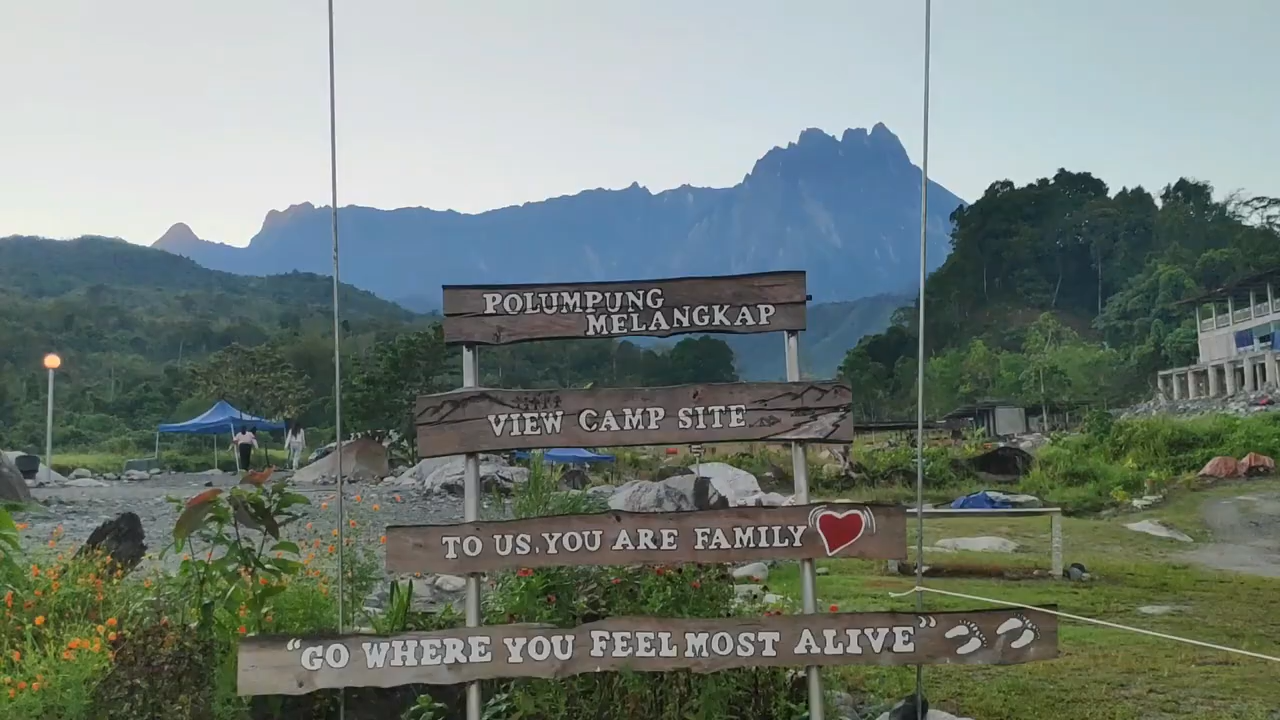 POLUMPUNG
MELANGKAP
VIEW CAMP SITE
TO US, YOU ARE FAMILY
"GO WHERE YOU FEEL MOST ALIVE"